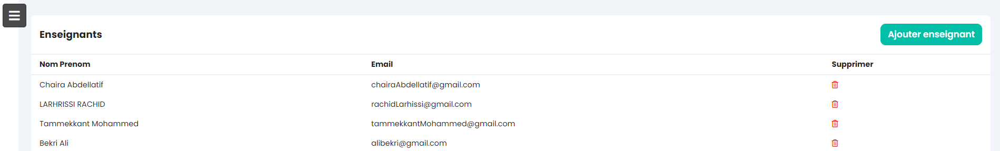 Enseignants
Ajouter enseignant
Nom Prenom Email Supprimer
Chaira Abdellatif chairaAbdellatif@gmail.com
LARHRISSI RACHID rachidLarhissi@gmail.com
Tammekkant Mohammed tammekkantMohammed@gmail.com
Bekri Ali alibekri@gmail.com